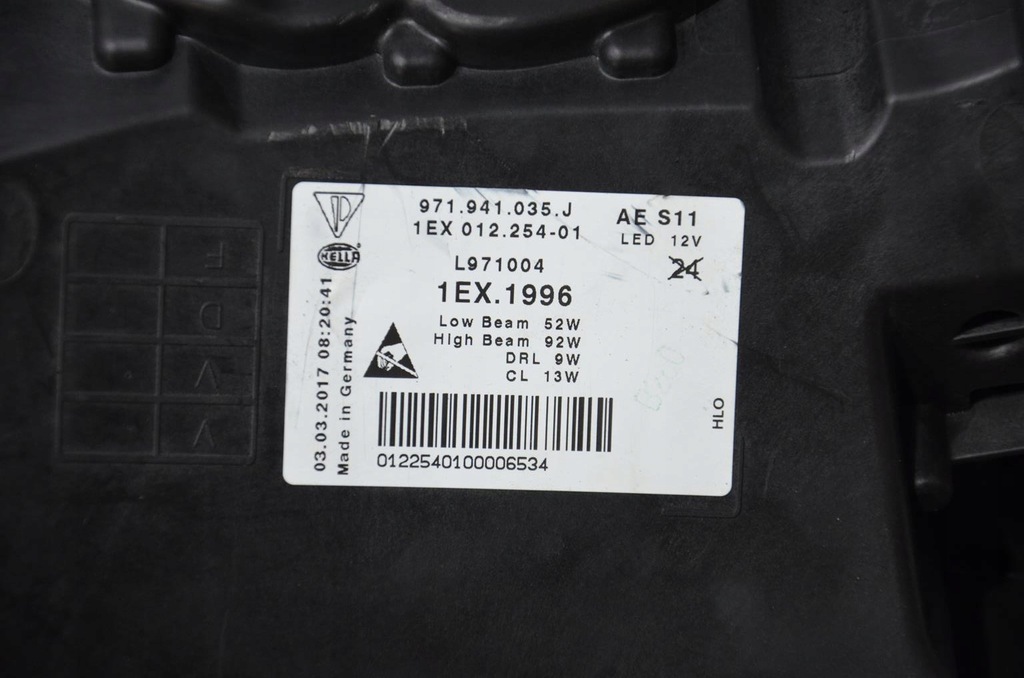 971.941.035.J
1EX 012.254-01
AE S11
LED 12V
24
L971004
1EX.1996
Low Beam 52W
High Beam 92W
DRL 9W
CL 13W
HELLA
03.03.2017 08:20:41
Made in Germany
0122540100006534
HLO
F
D
V
V